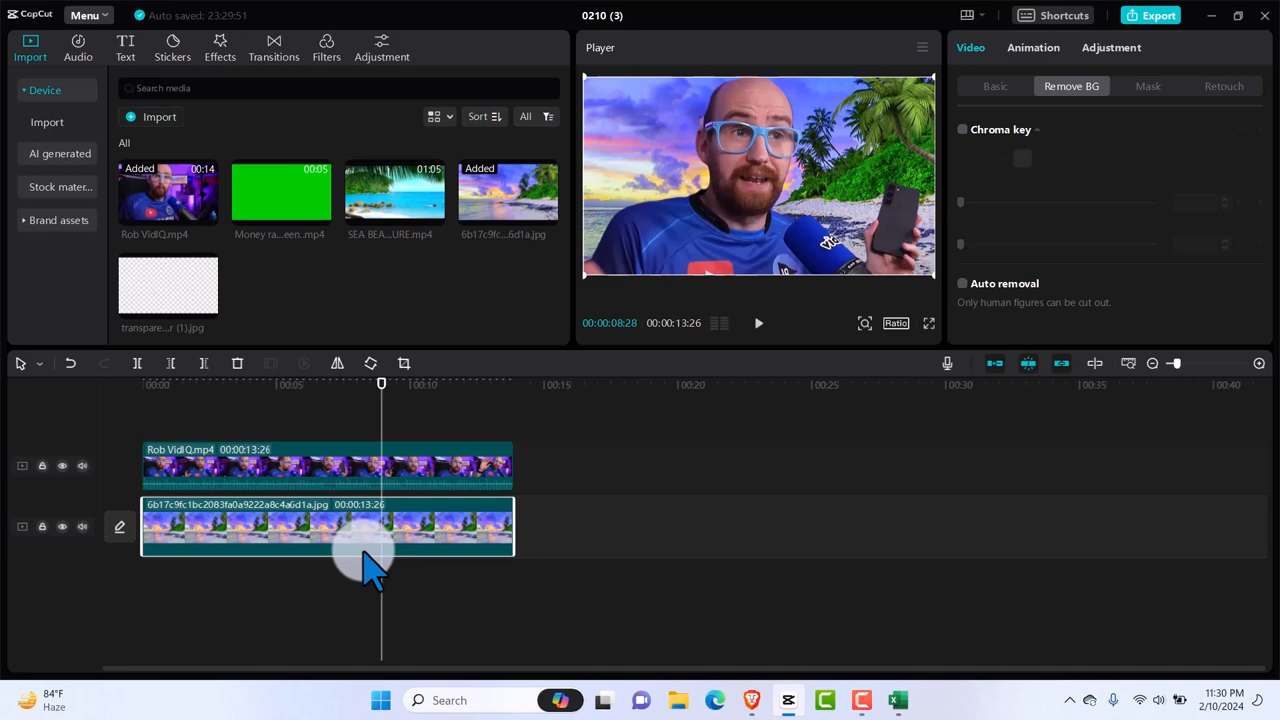 CapCut
Menu
Auto saved: 23:29:51
0210 (3)
Shortcuts
Export
Import
Audio
Text
Stickers
Effects
Transitions
Filters
Adjustment
Player
Video
Animation
Adjustment
Device
Import
AI generated
Stock mater...
Brand assets
Search media
Import
Sort
All
All
Added
00:14
Rob VidIQ.mp4
00:05
Money ra...een..mp4
01:05
SEA BEA...URE.mp4
Added
6b17c9fc...6d1a.jpg
transpare...r (1).jpg
00:00:08:28
00:00:13:26
Ratio
Basic
Remove BG
Mask
Retouch
Chroma key
Auto removal
Only human figures can be cut out.
00:00
00:05
00:10
00:15
00:20
00:25
00:30
00:35
00:40
Rob VidIQ.mp4 00:00:13:26
6b17c9fc1bc2083fa0a9222a8c4a6d1a.jpg 00:00:13:26
84°F
Haze
Search
11:30 PM
2/10/2024